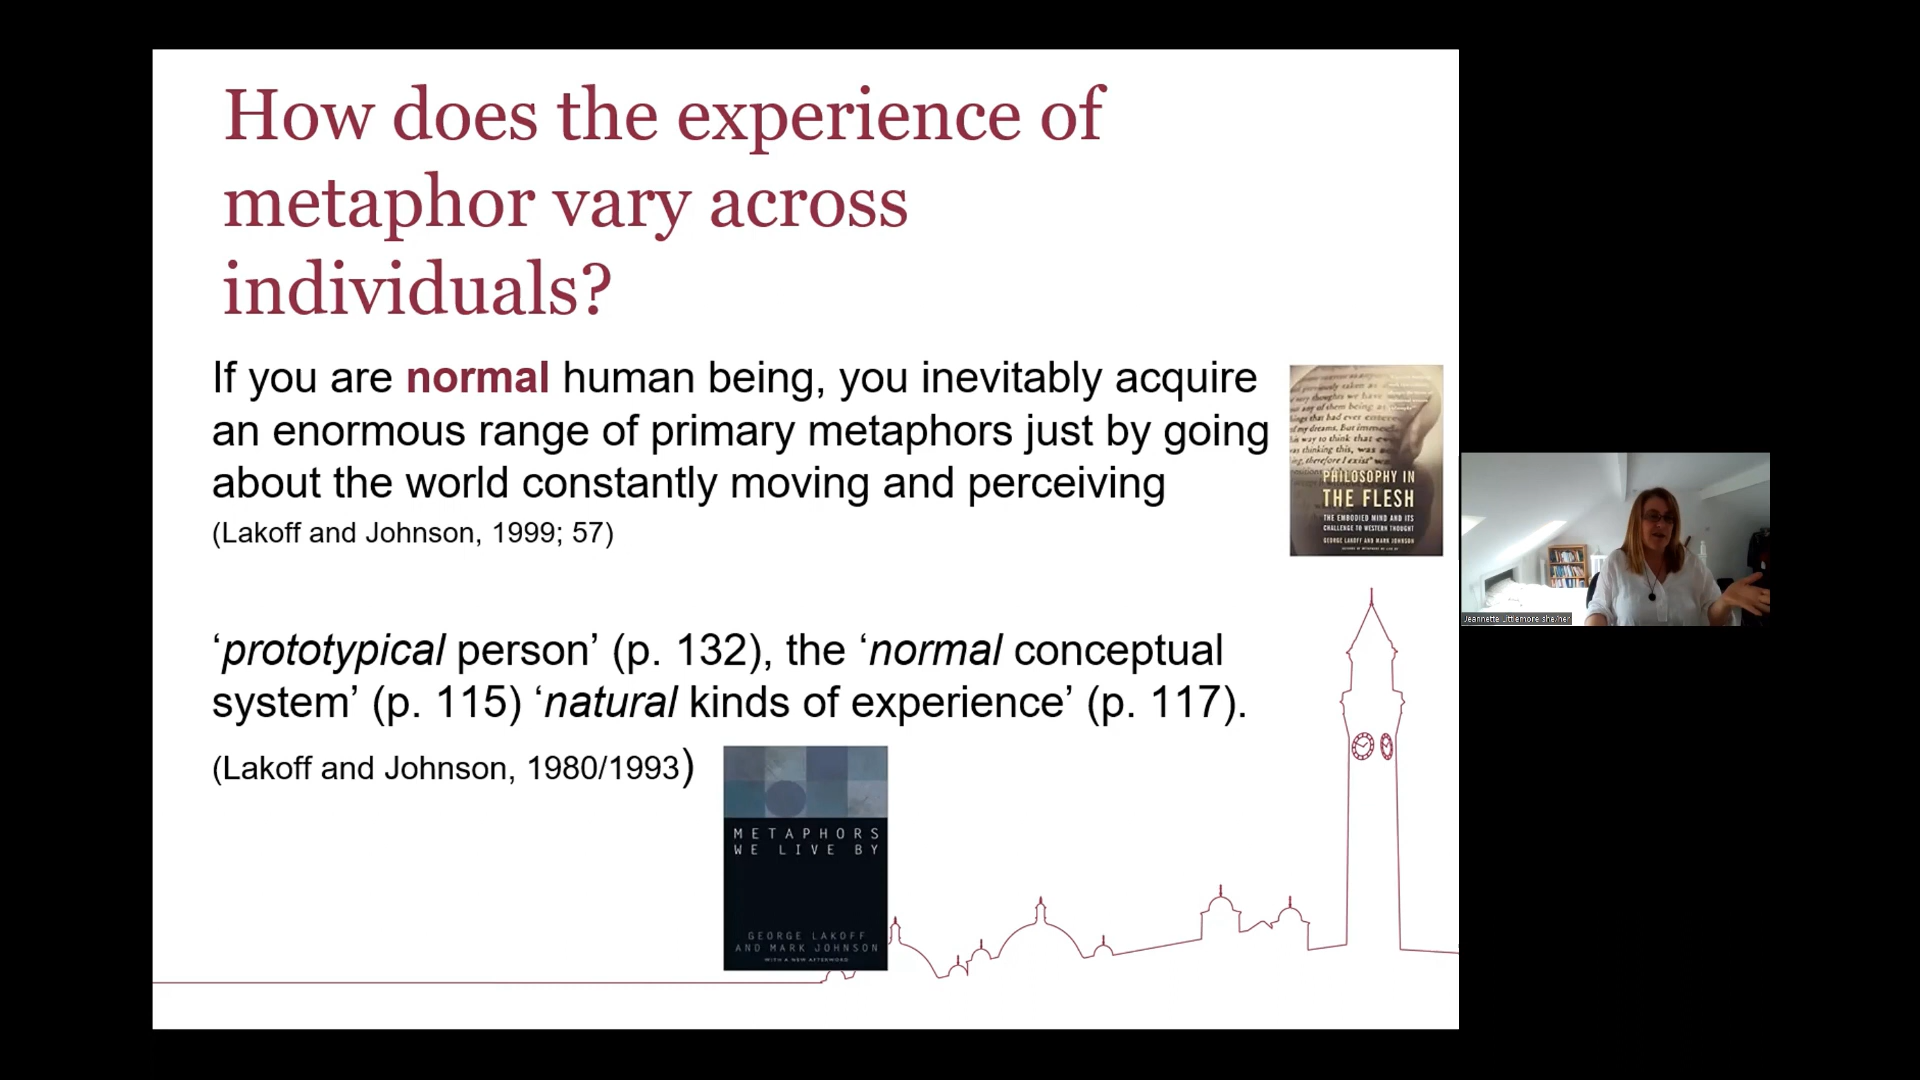 How does the experience of
metaphor vary across
individuals?
If you are normal human being, you inevitably acquire
an enormous range of primary metaphors just by going
about the world constantly moving and perceiving
(Lakoff and Johnson, 1999; 57)
PHILOSOPHY IN
THE FLESH
THE EMBODIED MIND AND ITS
CHALLENGE TO WESTERN THOUGHT
GEORGE LAKOFF AND MARK JOHNSON
Jeannette Littlemore she/her
‘prototypical person’ (p. 132), the ‘normal conceptual
system’ (p. 115) ‘natural kinds of experience’ (p. 117).
(Lakoff and Johnson, 1980/1993)
METAPHORS
WE LIVE BY
GEORGE LAKOFF
AND MARK JOHNSON
WITH A NEW AFTERWORD